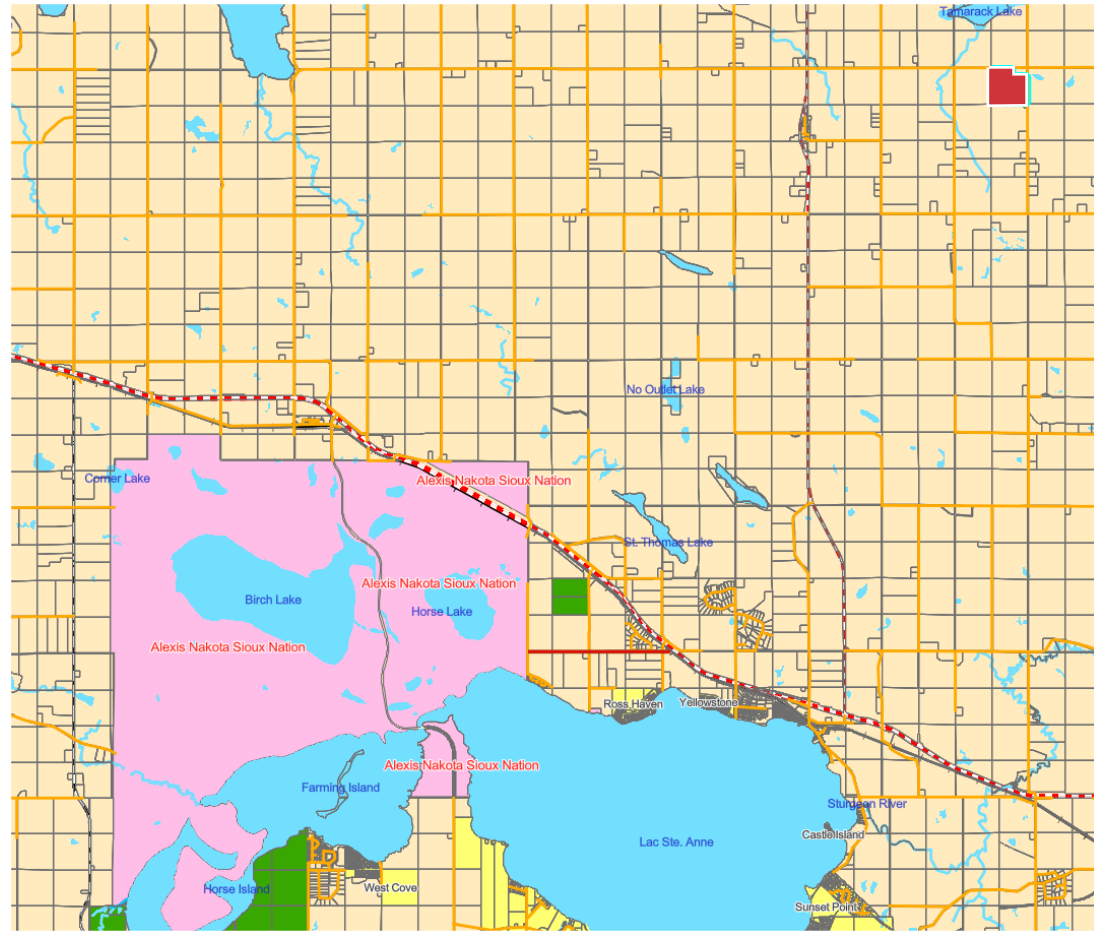 Tamarack Lake
No Outlet Lake
Corner Lake
Alexis Nakota Sioux Nation
St. Thomas Lake
Alexis Nakota Sioux Nation
Birch Lake
Horse Lake
Alexis Nakota Sioux Nation
Ross Haven
Yellowstone
Alexis Nakota Sioux Nation
Farming Island
Sturgeon River
Castle Island
Lac Ste. Anne
Horse Island
West Cove
Sunset Point